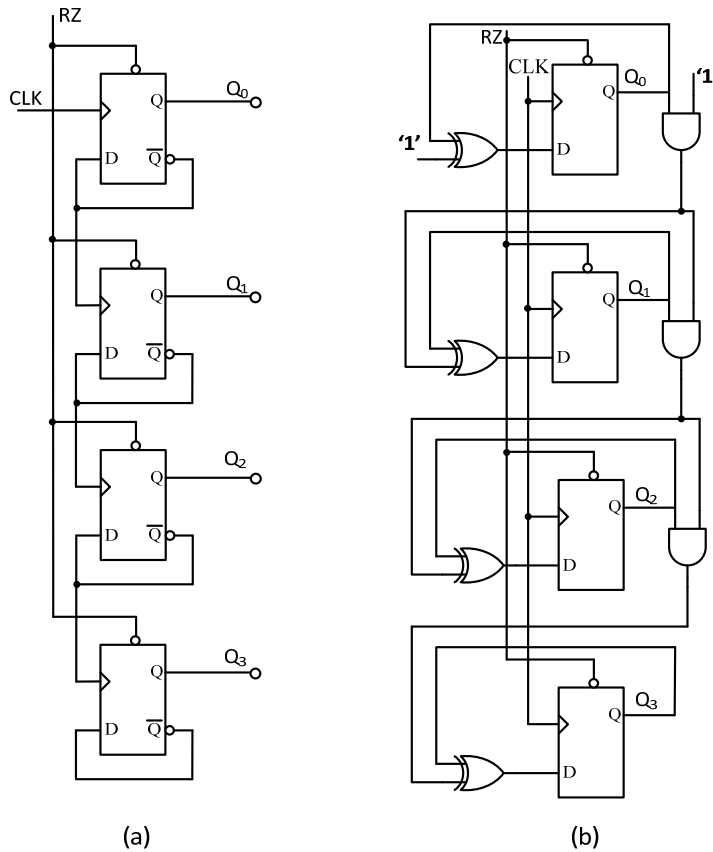 RZ
CLK
Q Q0
D Q
Q Q1
D Q
Q Q2
D Q
Q Q3
D Q
(a)
RZ
CLK
'1
Q Q0
'1'
D
Q Q1
D
Q Q2
D
Q Q3
D
(b)